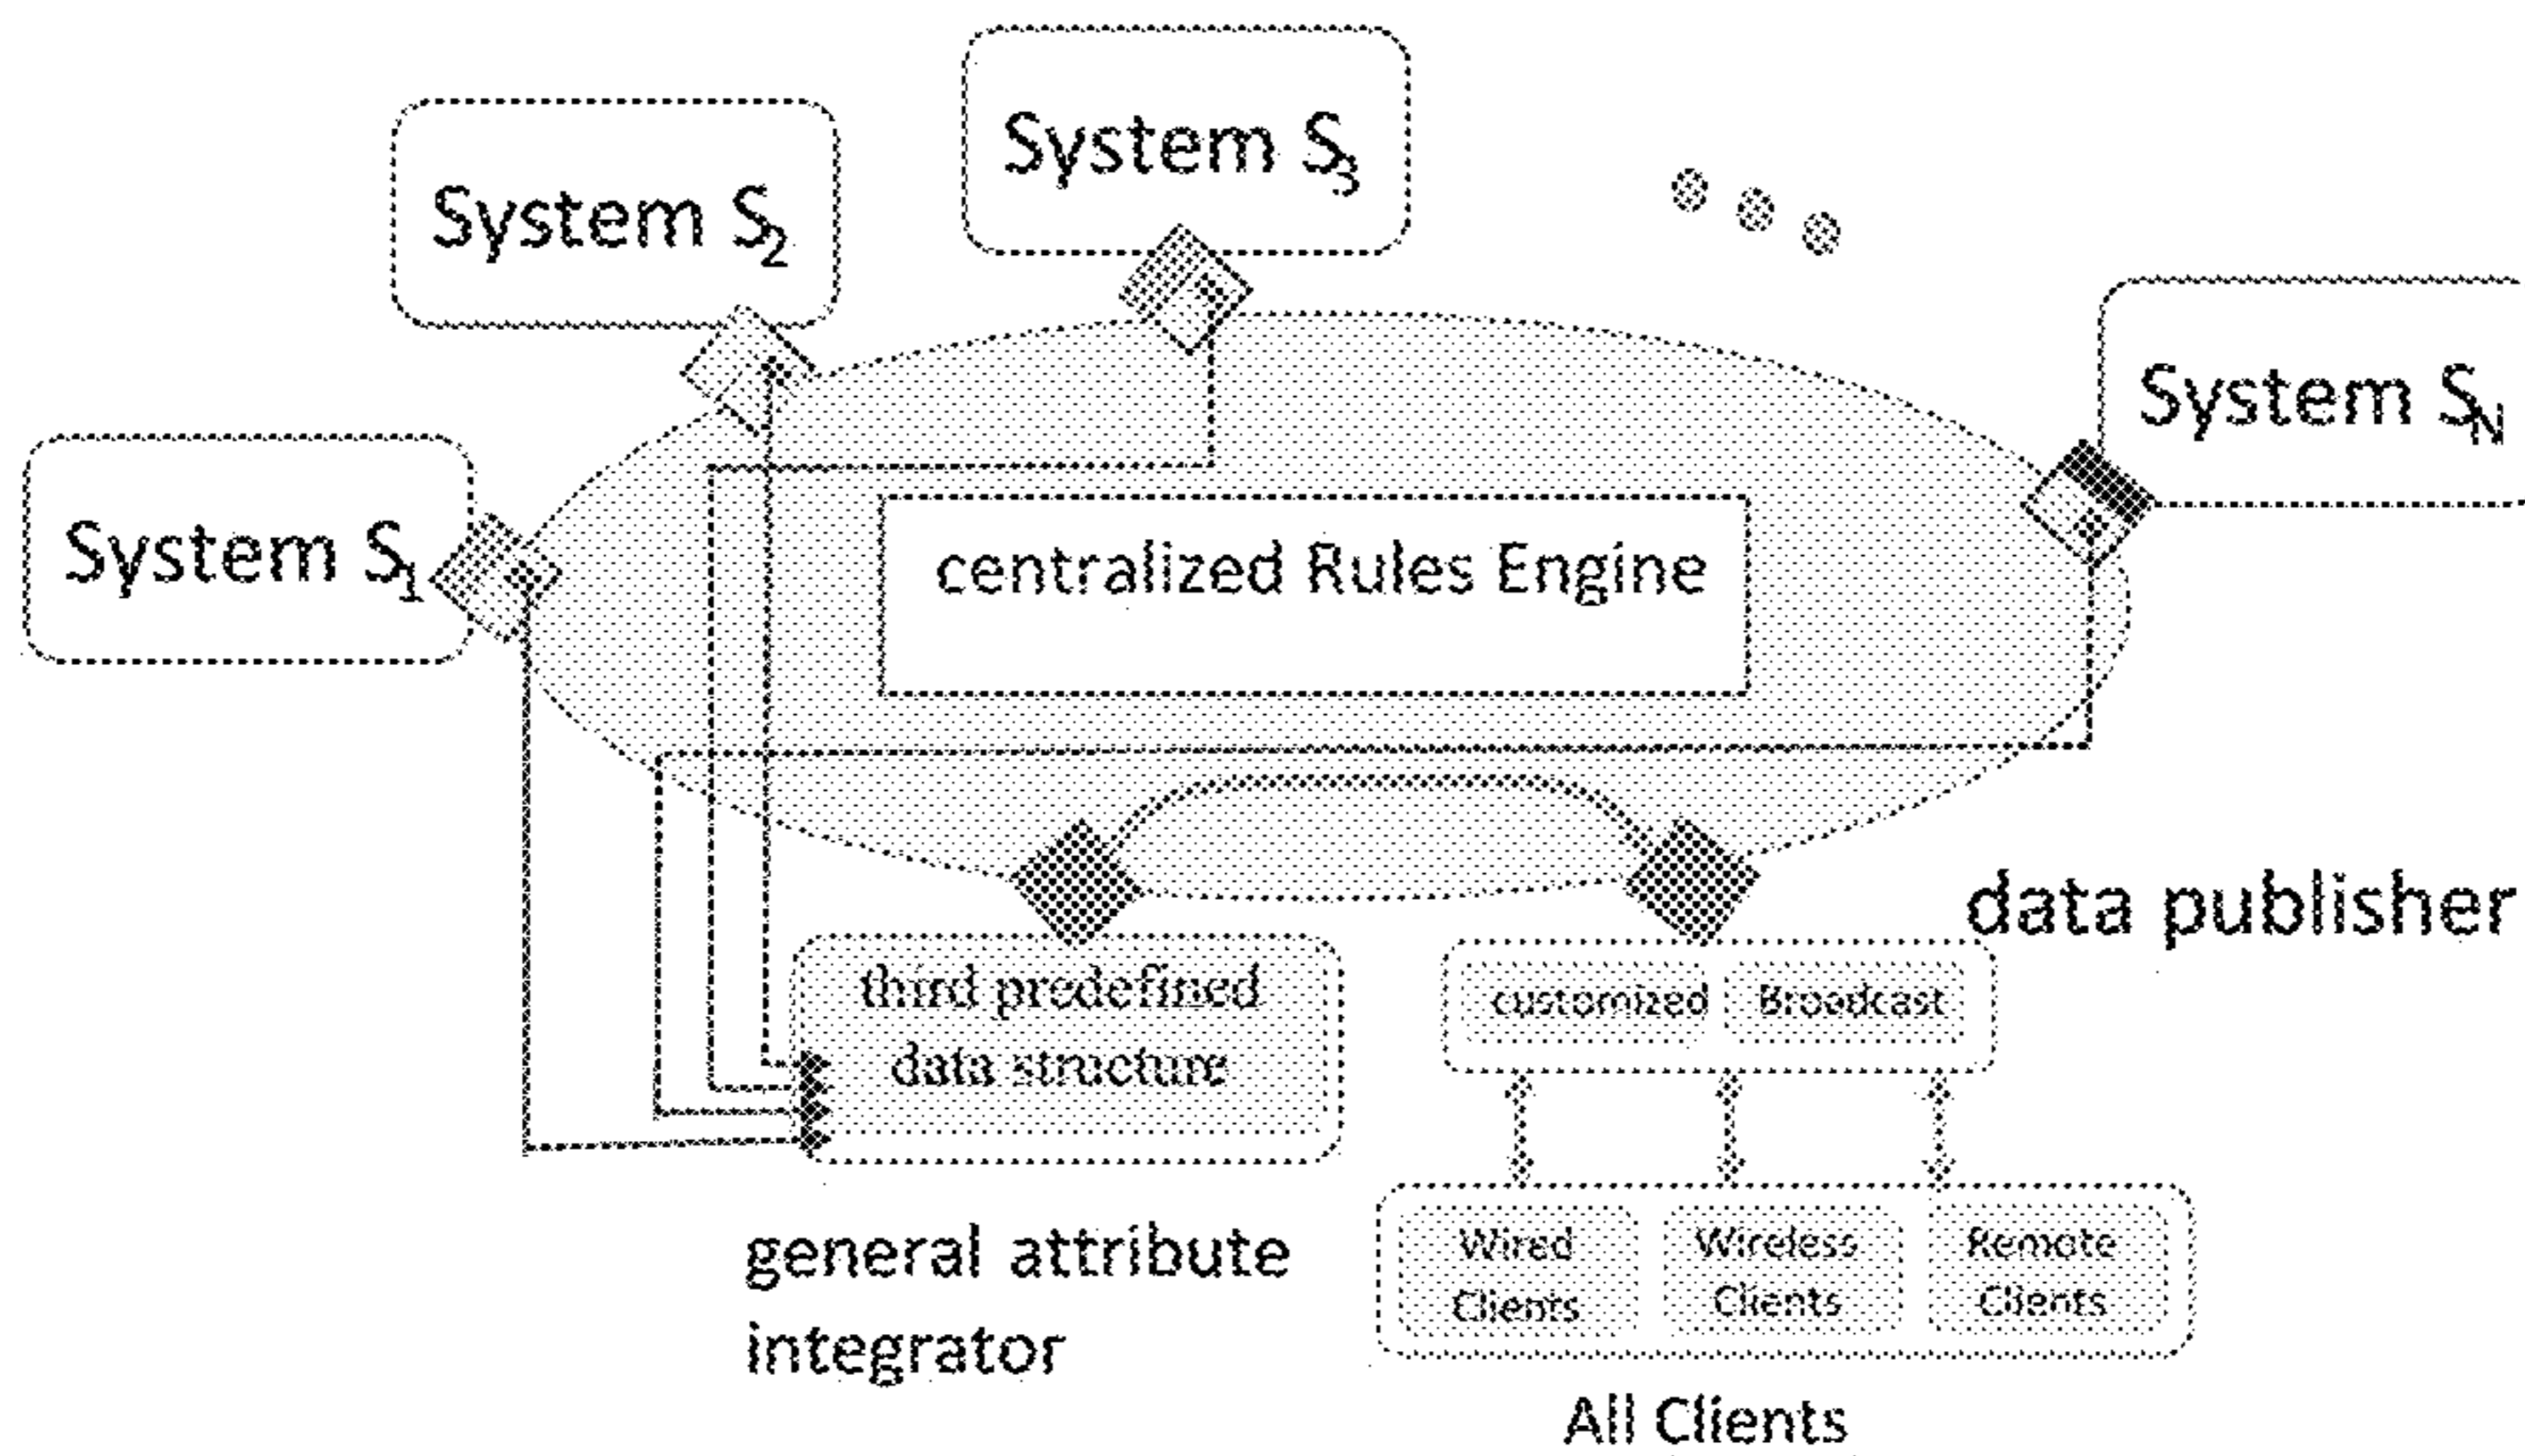 System S3
System S2
System SN
System S1
centralized Rules Engine
data publisher
third predefined
data structure
customized
Broadcast
general attribute
integrator
Wired
Clients
Wireless
Clients
Remote
Clients
All Clients